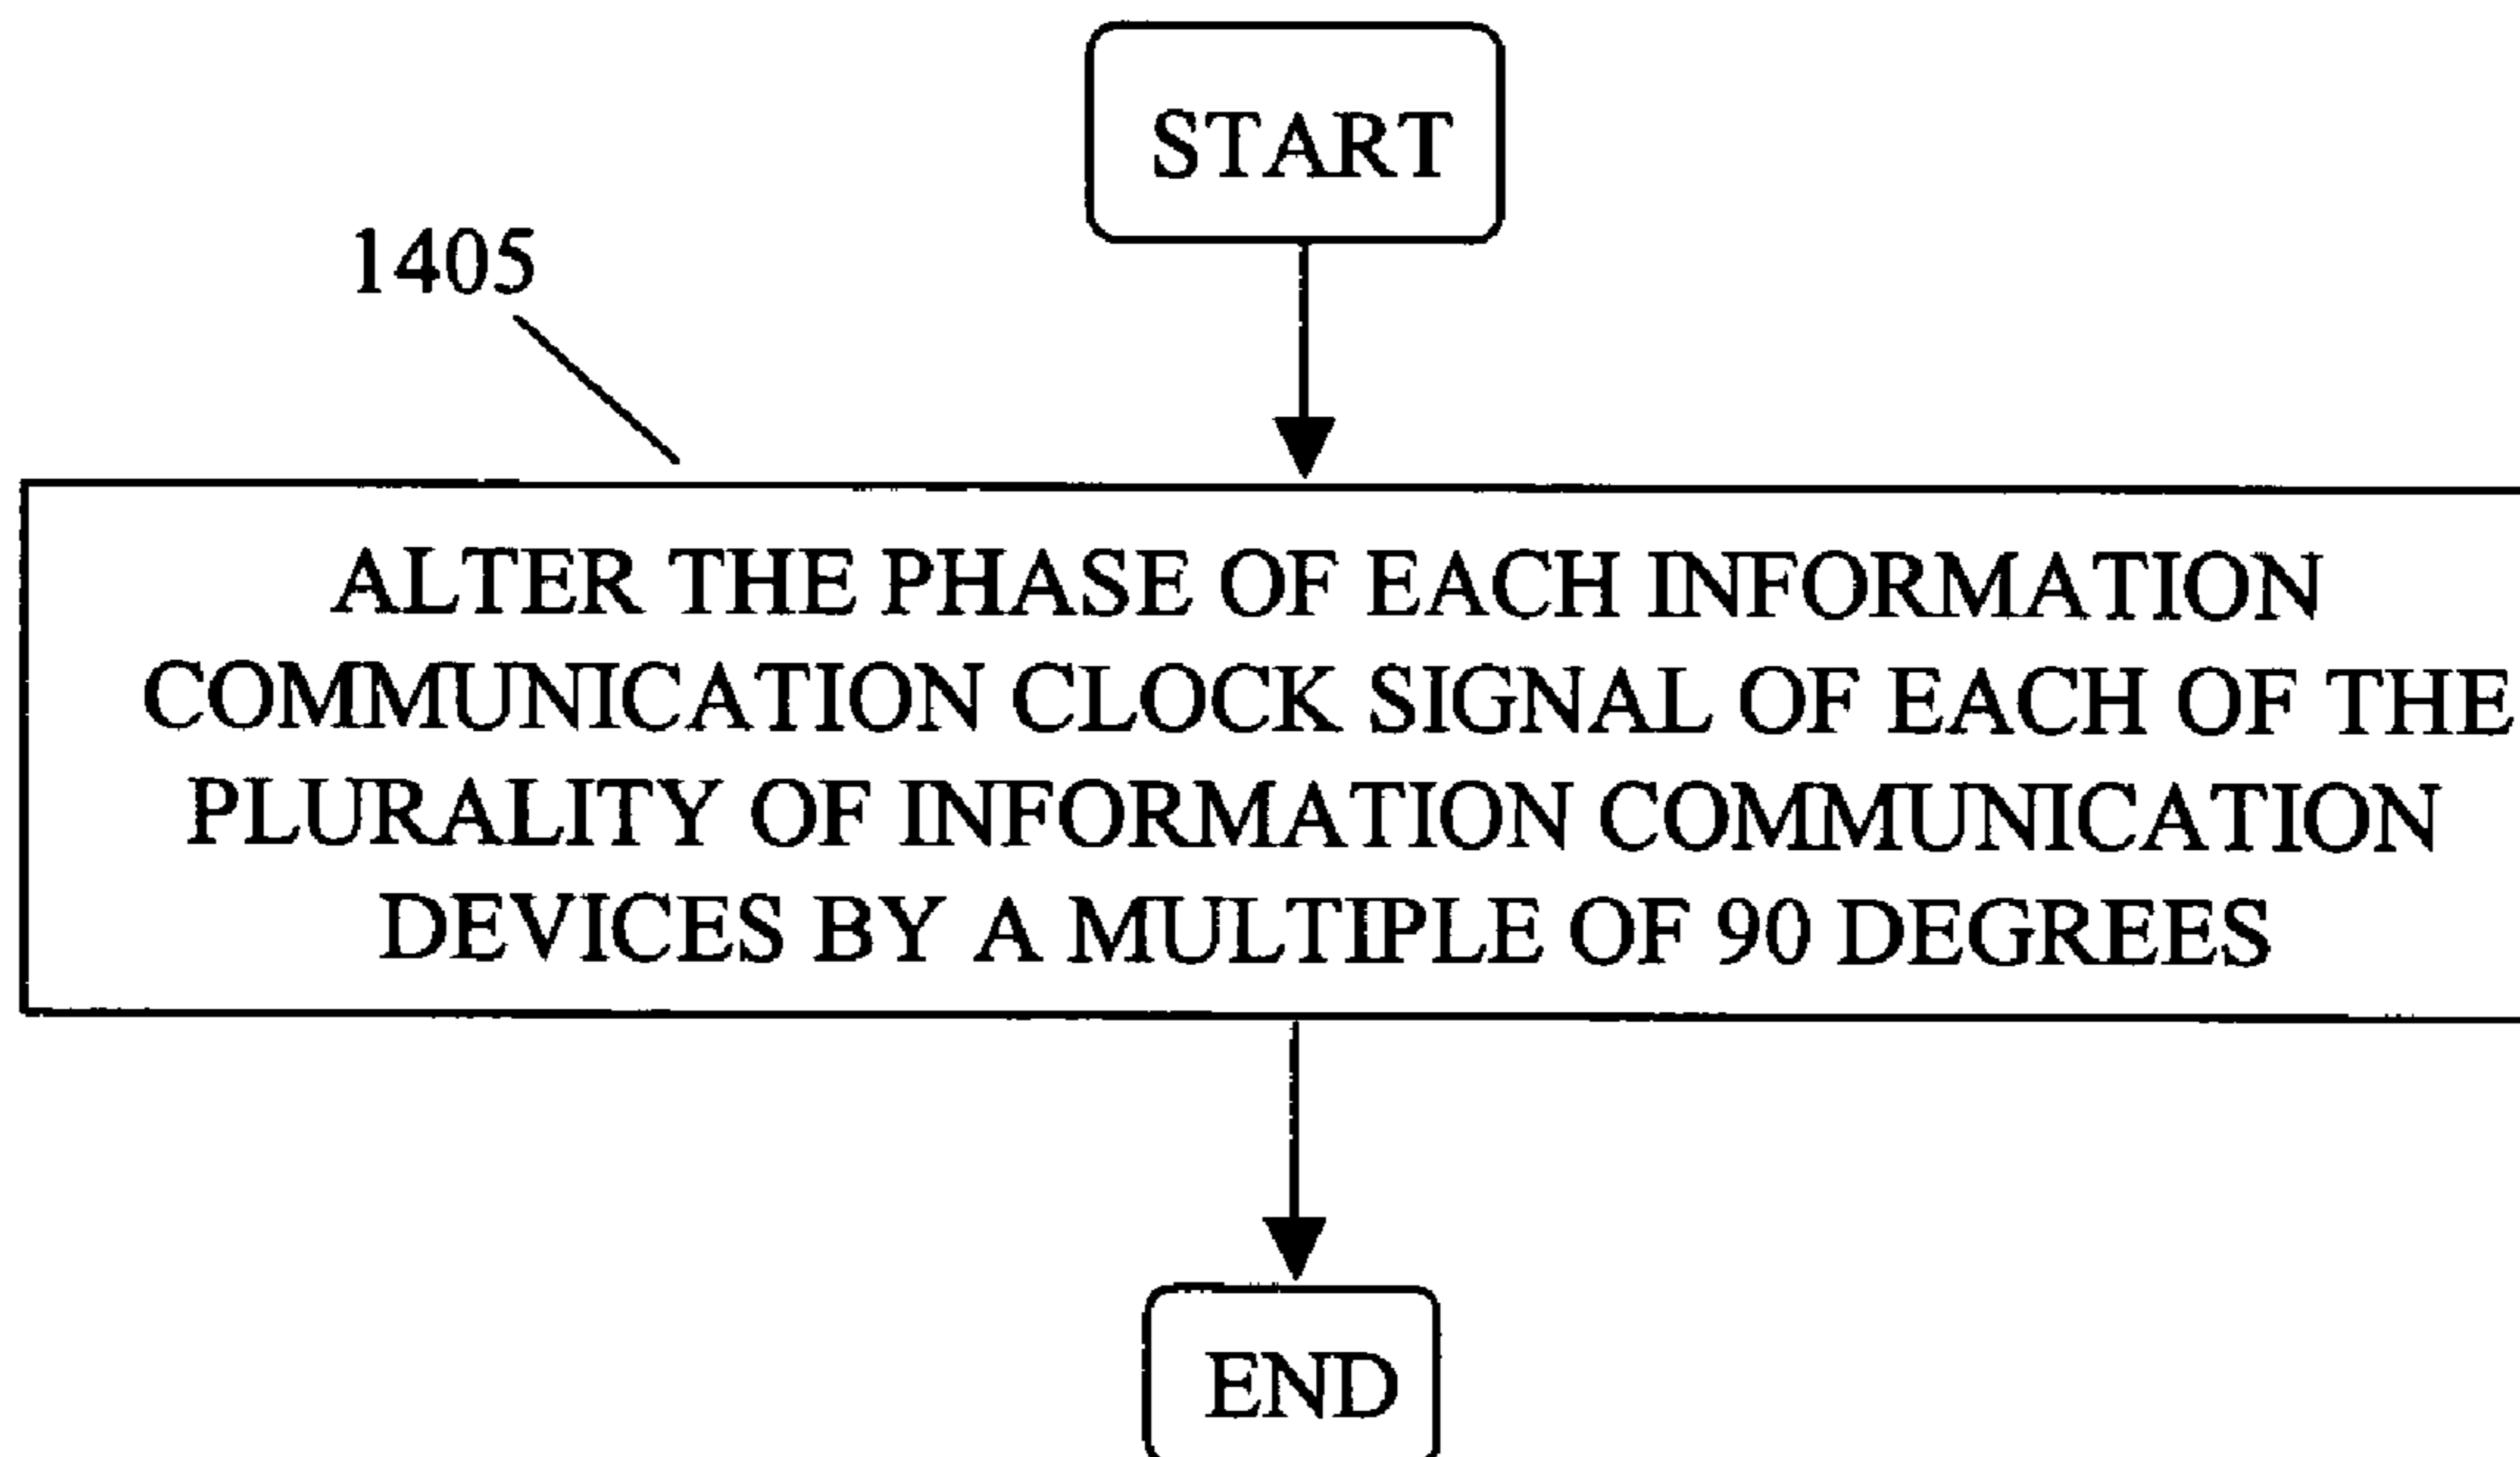 START
1405
ALTER THE PHASE OF EACH INFORMATION
COMMUNICATION CLOCK SIGNAL OF EACH OF THE
PLURALITY OF INFORMATION COMMUNICATION
DEVICES BY A MULTIPLE OF 90 DEGREES
END